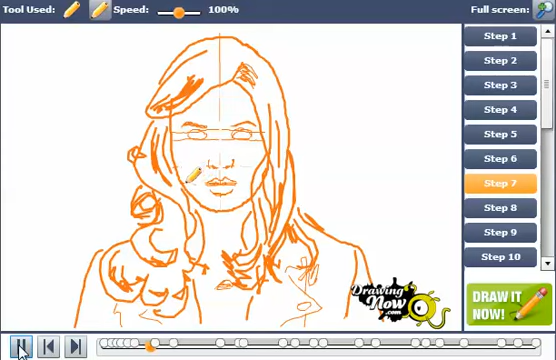 Tool Used: Speed: 100% Full screen:
Step 1
Step 2
Step 3
Step 4
Step 5
Step 6
Step 7
Step 8
Step 9
Step 10
Drawing
Now.com
DRAW IT
NOW!